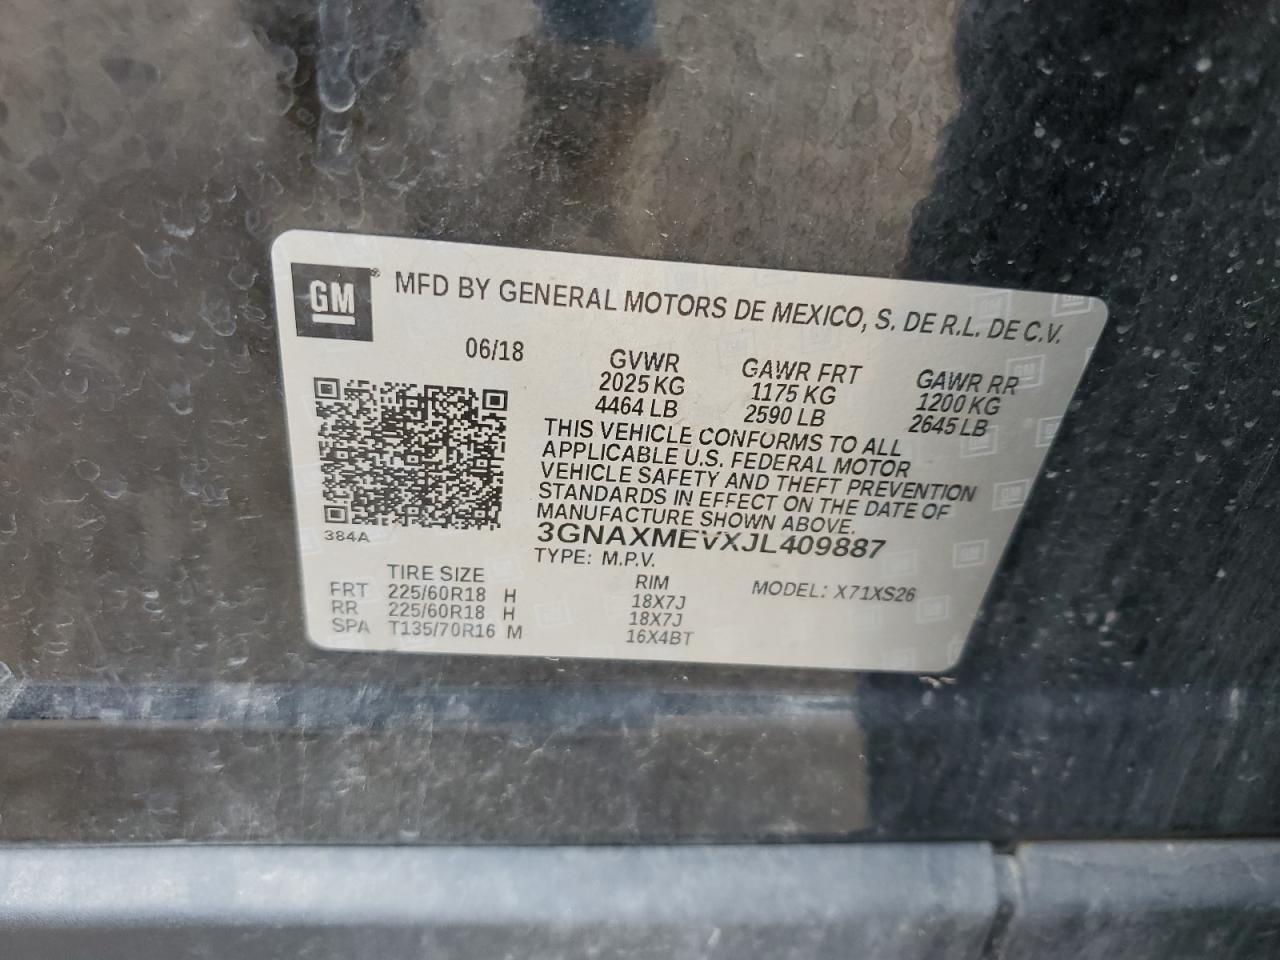 GM® MFD BY GENERAL MOTORS DE MEXICO, S. DE R.L. DE C.V.
06/18 GVWR GAWR FRT GAWR RR
2025 KG 1175 KG 1200 KG
4464 LB 2590 LB 2645 LB
THIS VEHICLE CONFORMS TO ALL
APPLICABLE U.S. FEDERAL MOTOR
VEHICLE SAFETY AND THEFT PREVENTION
STANDARDS IN EFFECT ON THE DATE OF
MANUFACTURE SHOWN ABOVE.
384A 3GNAXMEVXJL409887
TYPE: M.P.V.
TIRE SIZE RIM MODEL: X71XS26
FRT 225/60R18 H 18X7J
RR 225/60R18 H 18X7J
SPA T135/70R16 M 16X4BT